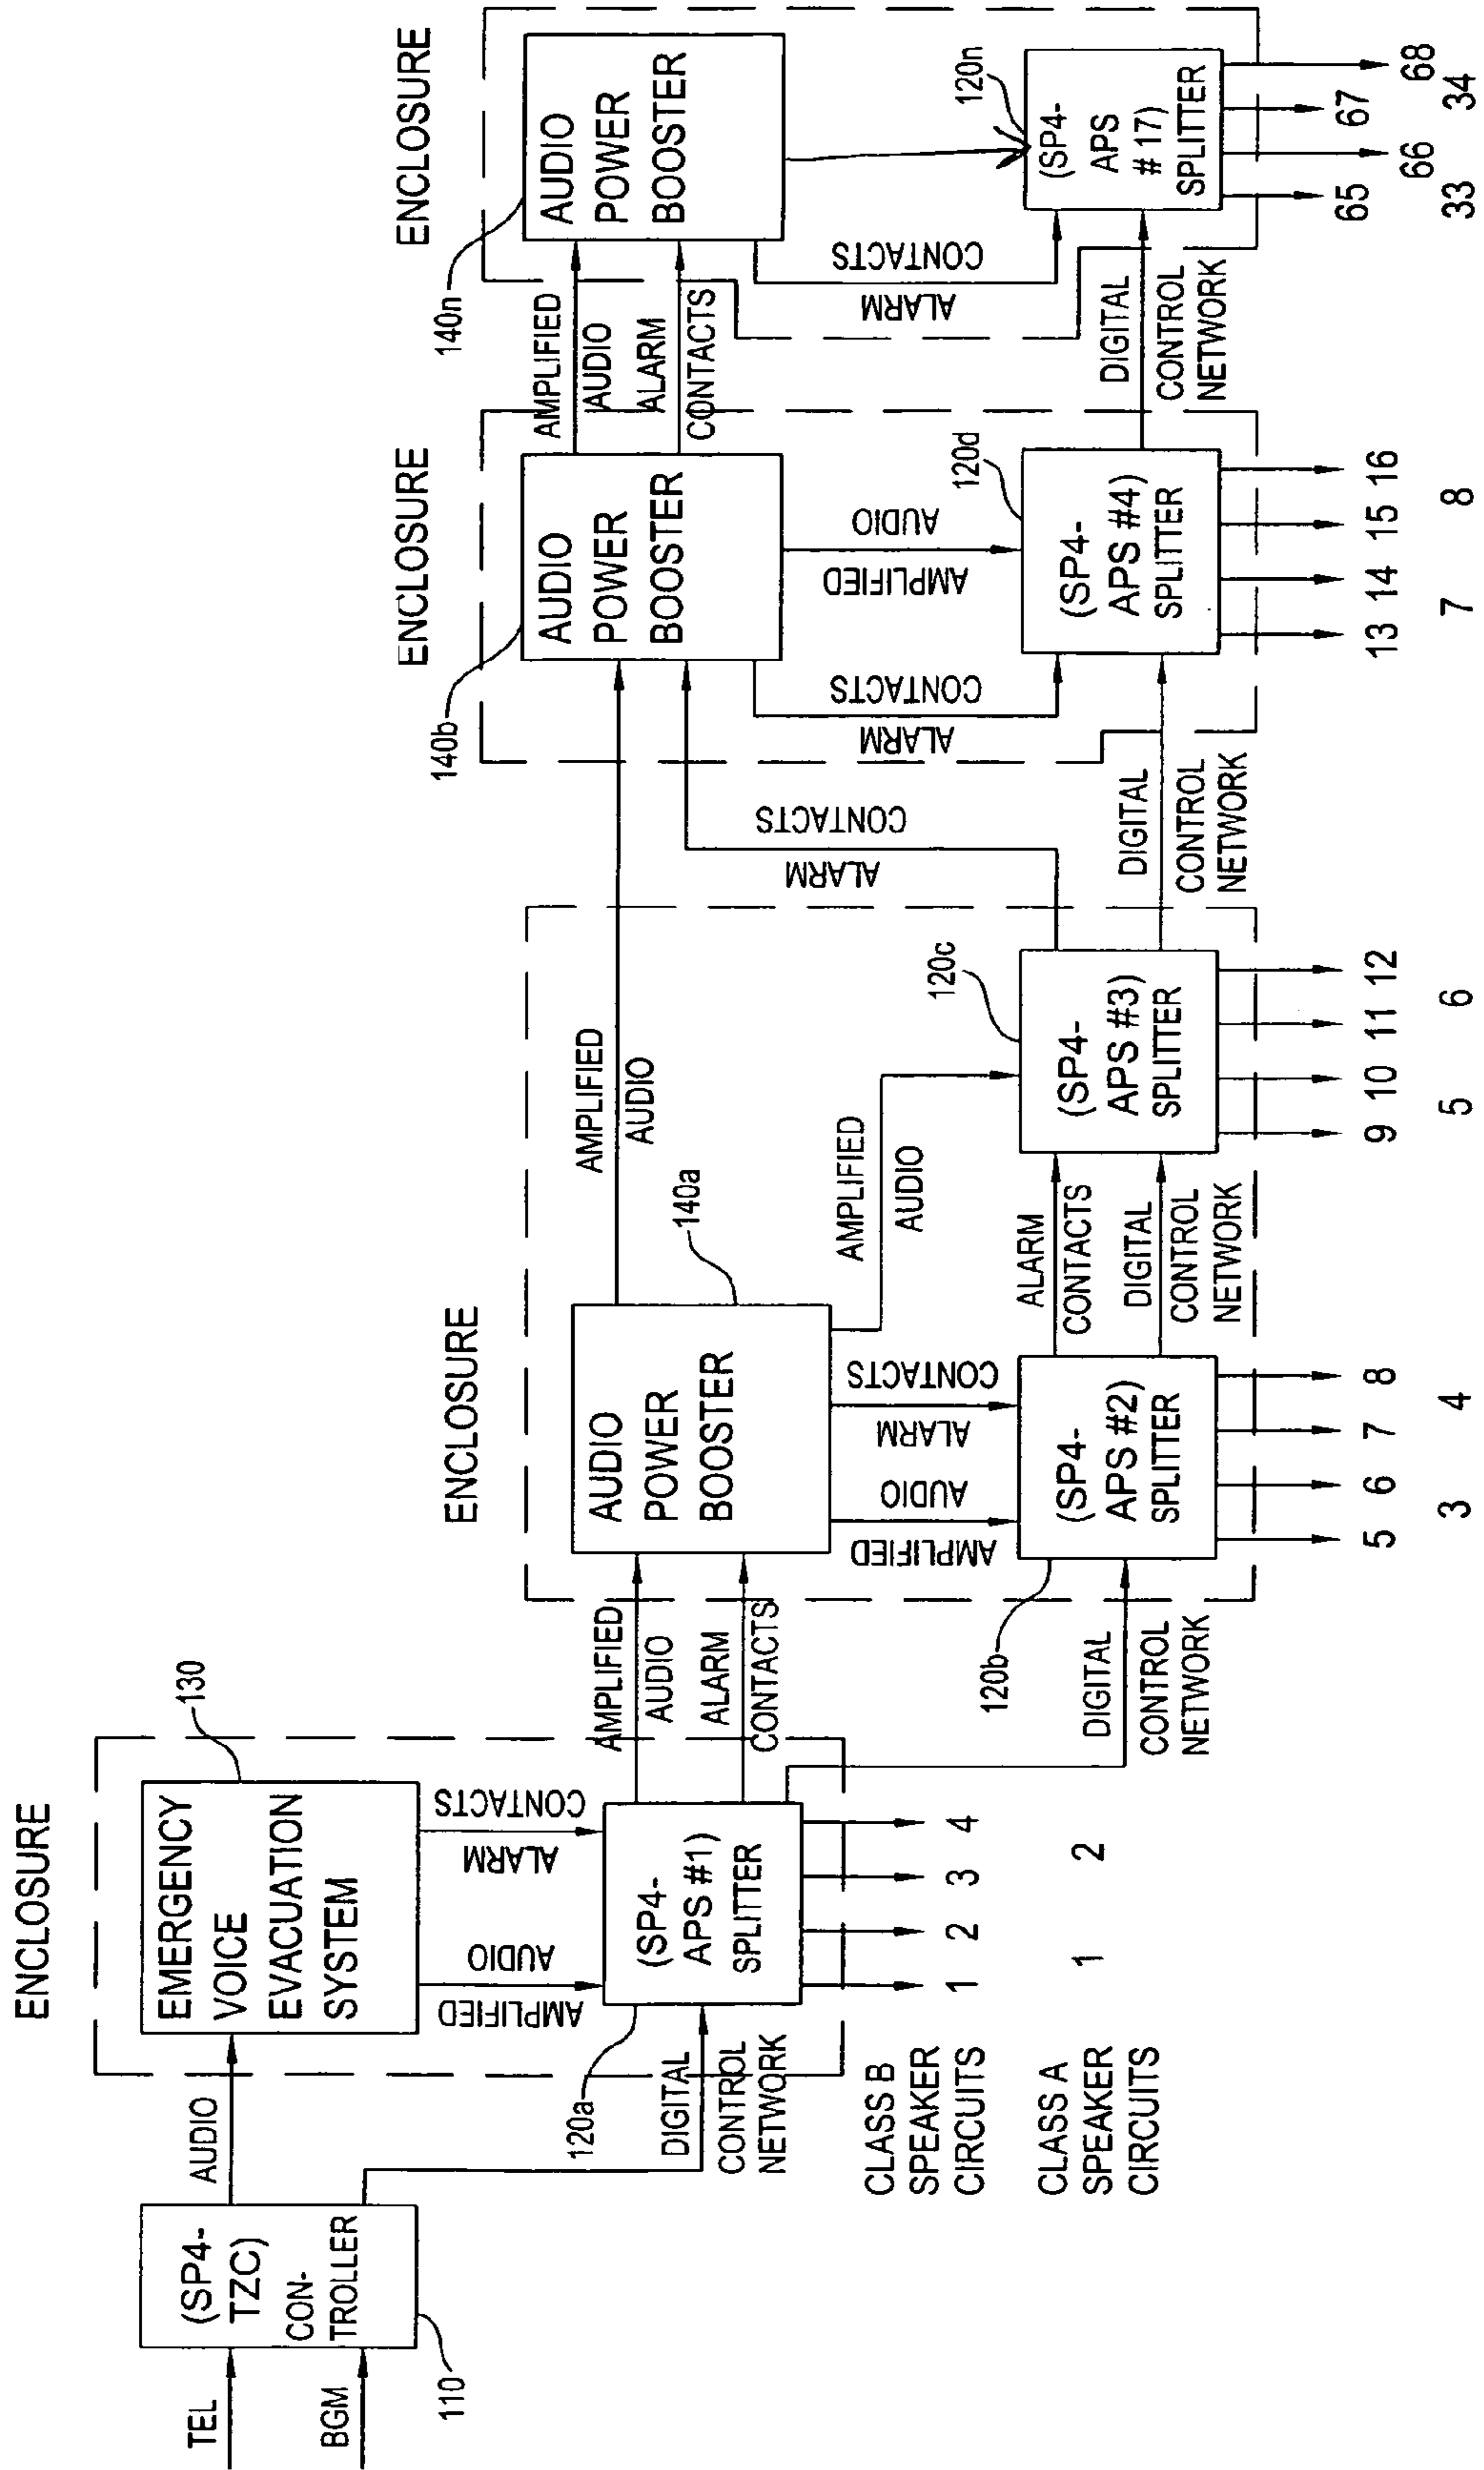 ENCLOSURE
EMERGENCY
VOICE
EVACUATION
SYSTEM
130
TEL
BGM
(SP4-
TZC)
CON-
TROLLER
110
AUDIO
DIGITAL
CONTROL
NETWORK
AMPLIFIED
AUDIO
ALARM
CONTACTS
120a
(SP4-
APS #1)
SPLITTER
CLASS B
SPEAKER
CIRCUITS
1 2 3 4
CLASS A
SPEAKER
CIRCUITS
1 2
AMPLIFIED
AUDIO
ALARM
CONTACTS
DIGITAL
CONTROL
NETWORK
ENCLOSURE
AUDIO
POWER
BOOSTER
140a
AMPLIFIED
AUDIO
ALARM
CONTACTS
AMPLIFIED
AUDIO
120b
(SP4-
APS #2)
SPLITTER
5 6 7 8
3 4
ALARM
CONTACTS
DIGITAL
CONTROL
NETWORK
120c
(SP4-
APS #3)
SPLITTER
9 10 11 12
5 6
AMPLIFIED
AUDIO
ALARM
CONTACTS
DIGITAL
CONTROL
NETWORK
ENCLOSURE
140b
AUDIO
POWER
BOOSTER
ALARM
CONTACTS
AMPLIFIED
AUDIO
120d
(SP4-
APS #4)
SPLITTER
13 14 15 16
7 8
AMPLIFIED
AUDIO
ALARM
CONTACTS
DIGITAL
CONTROL
NETWORK
ENCLOSURE
140n
AUDIO
POWER
BOOSTER
ALARM
CONTACTS
120n
(SP4-
APS
# 17)
SPLITTER
65 66 67 68
33 34